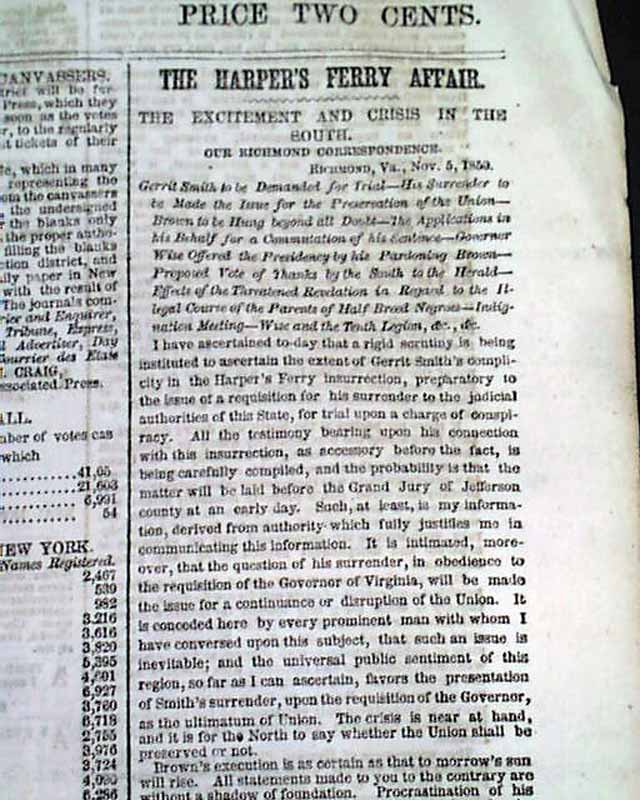 PRICE TWO CENTS.
CANVASSERS.
will be fur-
Press, which they
soon as the votes
to the regularly
tickets of their
which in many
representing the
the canvassers
the undersigned
the blanks only
the proper autho-
filling the blanks
ction district, and
ily paper in New
with the result of
The journals com-
rier and Enquirer,
Tribune, Express,
Advertiser, Day
Courrier des Etats
CRAIG,
Associated Press.
ALL.
mber of votes cas
which
41,05
21,603
6,991
54
NEW YORK.
Names Registered.
2,467
539
982
3,216
3,616
3,820
5,395
4,601
6,927
3,760
6,718
2,755
3,976
3,724
6,286
THE HARPER'S FERRY AFFAIR.
THE EXCITEMENT AND CRISIS IN THE
SOUTH.
OUR RICHMOND CORRESPONDENCE.
RICHMOND, Va., Nov. 5, 1859.
Gerrit Smith to be Demanded for Trial—His Surrender to
be Made the Issue for the Preservation of the Union—
Brown to be Hung beyond all Doubt—The Applications in
his Behalf for a Commutation of his Sentence—Governor
Wise Offered the Presidency by his Pardoning Brown—
Proposed Vote of Thanks by the South to the Herald—
Effects of the Threatened Revelation in Regard to the Il-
legal Course of the Parents of Half Breed Negroes—Indig-
nation Meeting—Wise and the Tenth Legion, &c., &c.
I have ascertained to-day that a rigid scrutiny is being
instituted to ascertain the extent of Gerrit Smith's compli-
city in the Harper's Ferry insurrection, preparatory to
the issue of a requisition for his surrender to the judicial
authorities of this State, for trial upon a charge of conspi-
racy. All the testimony bearing upon his connection
with this insurrection, as accessory before the fact, is
being carefully compiled, and the probability is that the
matter will be laid before the Grand Jury of Jefferson
county at an early day. Such, at least, is my informa-
tion, derived from authority which fully justifies me in
communicating this information. It is intimated, more-
over, that the question of his surrender, in obedience to
the requisition of the Governor of Virginia, will be made
the issue for a continuance or disruption of the Union. It
is conceded here by every prominent man with whom I
have conversed upon this subject, that such an issue is
inevitable; and the universal public sentiment of this
region, so far as I can ascertain, favors the presentation
of Smith's surrender, upon the requisition of the Governor,
as the ultimatum of Union. The crisis is near at hand,
and it is for the North to say whether the Union shall be
preserved or not.
Brown's execution is as certain as that to morrow's sun
will rise. All statements made to you to the contrary are
without a shadow of foundation. Procrastination of his